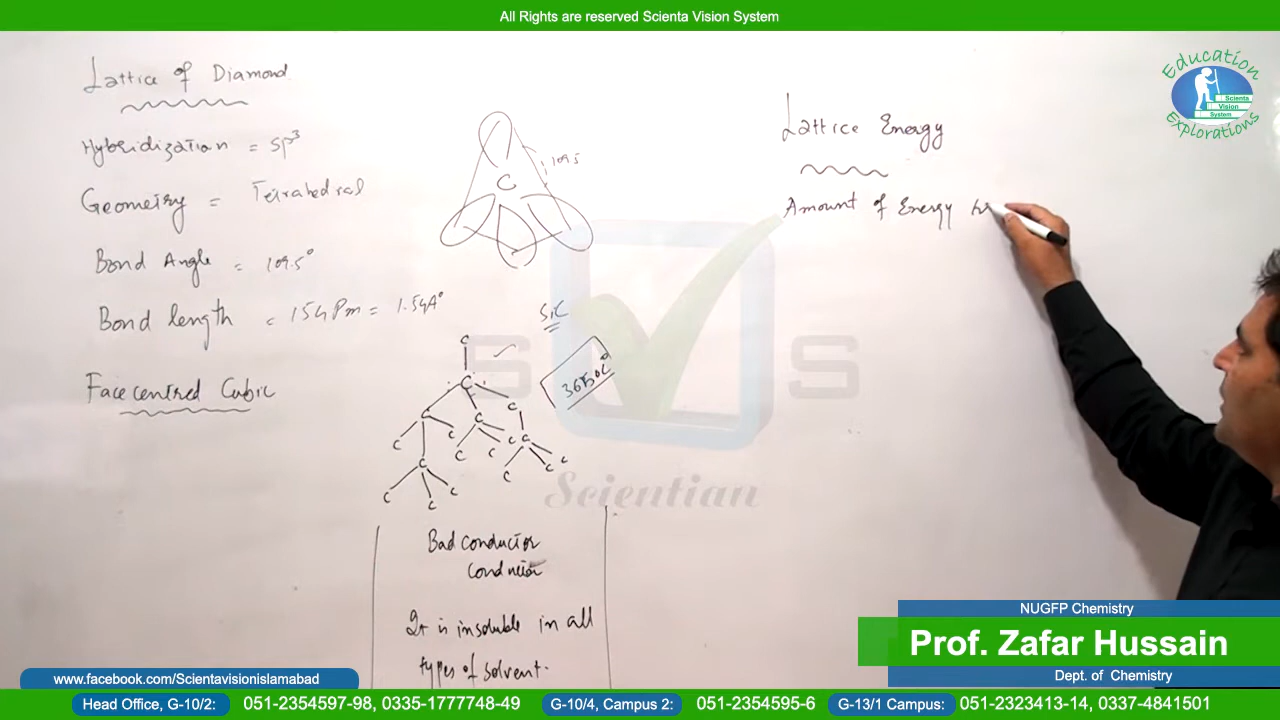 All Rights are reserved Scienta Vision System
Lattice of Diamond
Hybridization = sp³
Geometry = Tetrahedral
Bond Angle = 109.5°
Bond length = 154 Pm = 1.54A°
Face centred Cubic
C
109.5
SiC
C
C
C C C
C C C C C C
C C C
C C C
Bad conductor
conductor
It is insoluble in all
types of solvent.
Lattice Energy
Amount of Energy
Education
Scienta
Vision
System
Explorations
S V S
Scientian
NUGFP Chemistry
Prof. Zafar Hussain
Dept. of Chemistry
www.facebook.com/Scientavisionislamabad
Head Office, G-10/2: 051-2354597-98, 0335-1777748-49 G-10/4, Campus 2: 051-2354595-6 G-13/1 Campus: 051-2323413-14, 0337-4841501